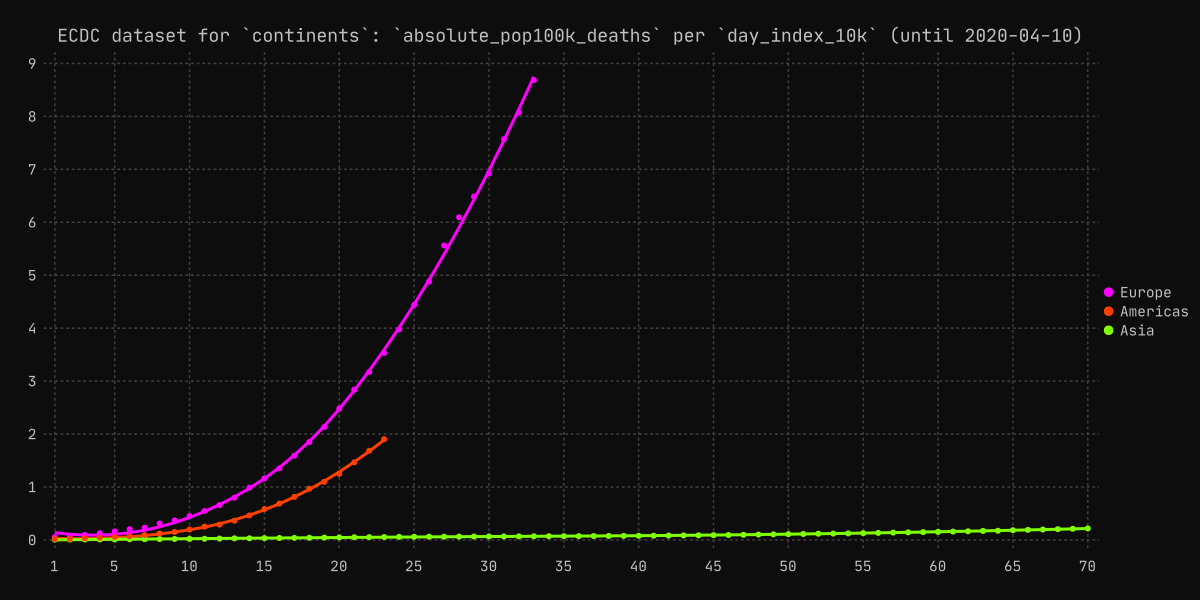 ECDC dataset for `continents`: `absolute_pop100k_deaths` per `day_index_10k` (until 2020-04-10)
9
8
7
6
5
4
3
2
1
0
1 5 10 15 20 25 30 35 40 45 50 55 60 65 70
Europe
Americas
Asia